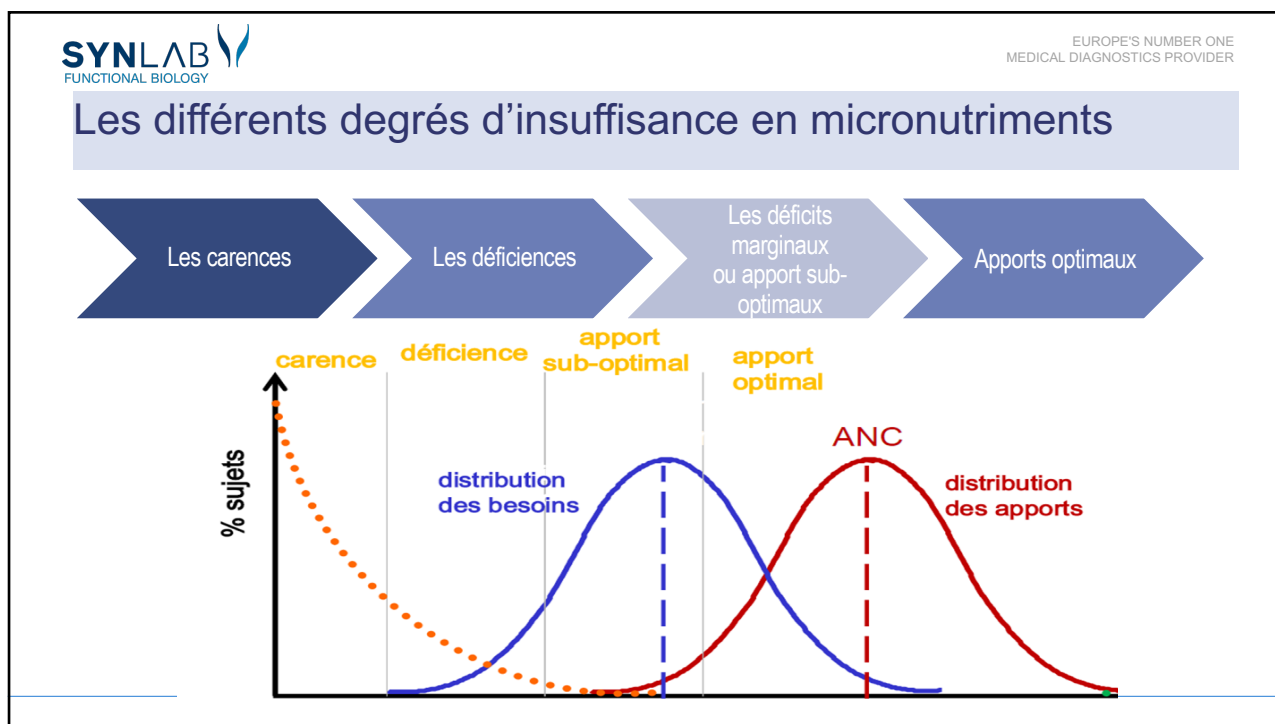 SYNLAB
FUNCTIONAL BIOLOGY
EUROPE'S NUMBER ONE
MEDICAL DIAGNOSTICS PROVIDER
Les différents degrés d'insuffisance en micronutriments
Les carences
Les déficiences
Les déficits
marginaux
ou apport sub-
optimaux
Apports optimaux
carence
déficience
apport
sub-optimal
apport
optimal
% sujets
distribution
des besoins
ANC
distribution
des apports